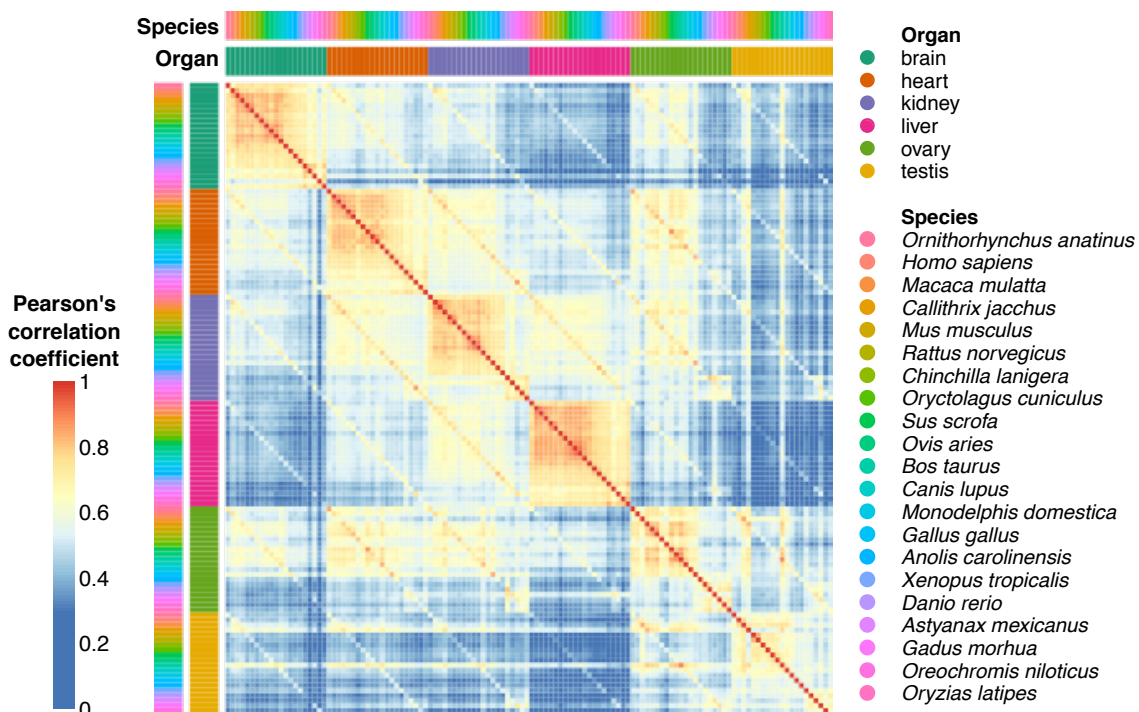 Species
Organ
Pearson's
correlation
coefficient
1
0.8
0.6
0.4
0.2
0
Organ
brain
heart
kidney
liver
ovary
testis
Species
Ornithorhynchus anatinus
Homo sapiens
Macaca mulatta
Callithrix jacchus
Mus musculus
Rattus norvegicus
Chinchilla lanigera
Oryctolagus cuniculus
Sus scrofa
Ovis aries
Bos taurus
Canis lupus
Monodelphis domestica
Gallus gallus
Anolis carolinensis
Xenopus tropicalis
Danio rerio
Astyanax mexicanus
Gadus morhua
Oreochromis niloticus
Oryzias latipes